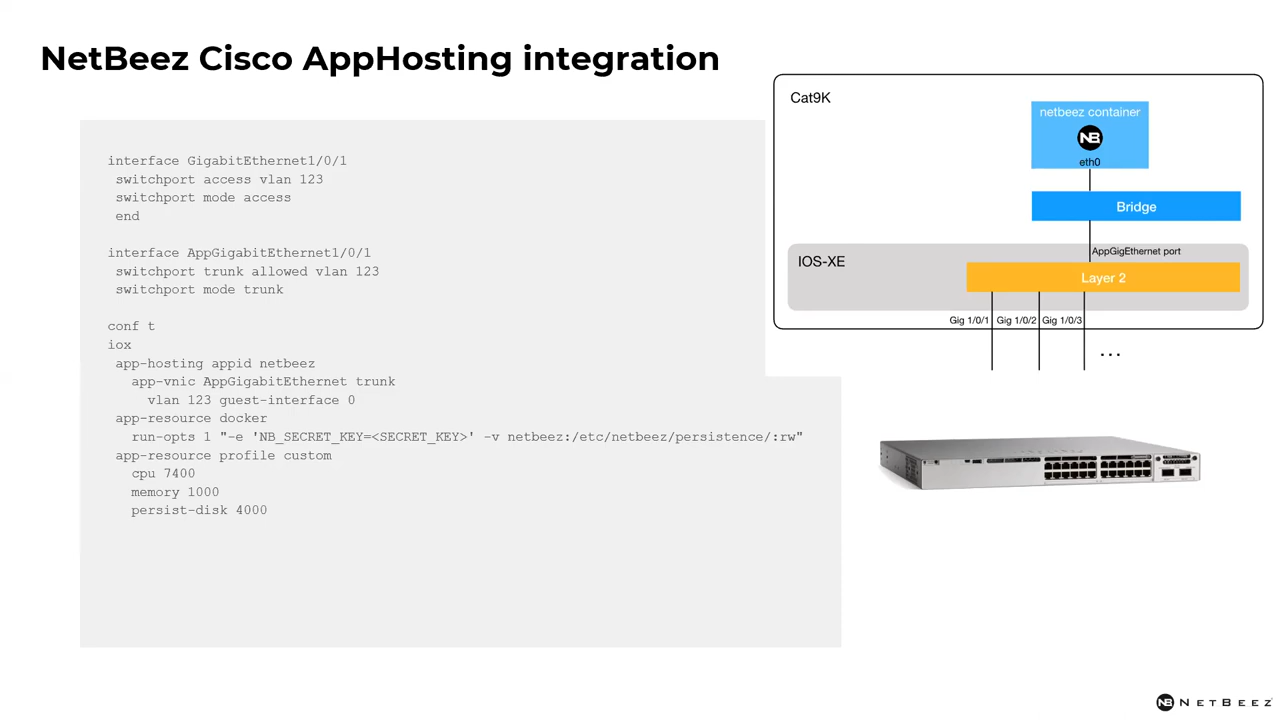 NetBeez Cisco AppHosting integration
interface GigabitEthernet1/0/1
switchport access vlan 123
switchport mode access
end
interface AppGigabitEthernet1/0/1
switchport trunk allowed vlan 123
switchport mode trunk
conf t
iox
app-hosting appid netbeez
app-vnic AppGigabitEthernet trunk
vlan 123 guest-interface 0
app-resource docker
run-opts 1 "-e 'NB_SECRET_KEY=<SECRET_KEY>' -v netbeez:/etc/netbeez/persistence/:rw"
app-resource profile custom
cpu 7400
memory 1000
persist-disk 4000
Cat9K
netbeez container
NB
eth0
Bridge
AppGigEthernet port
IOS-XE
Layer 2
Gig 1/0/1 Gig 1/0/2 Gig 1/0/3
...
NB NETBEEZ